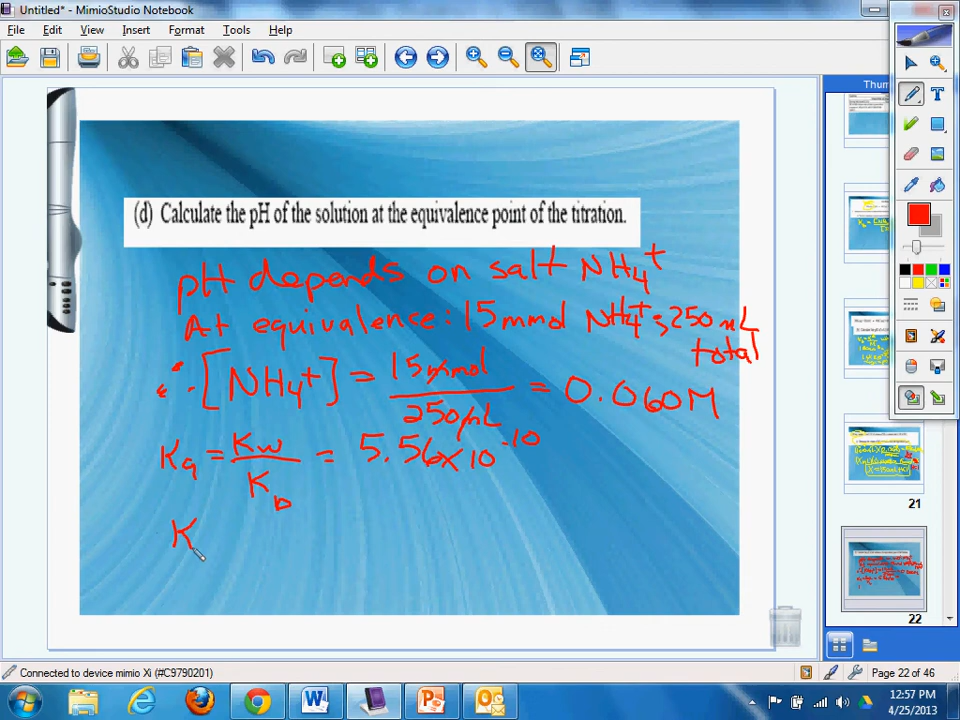 Untitled* - MimioStudio Notebook
File Edit View Insert Format Tools Help
Thum
(d) Calculate the pH of the solution at the equivalence point of the titration.
pH depends on salt NH4+
At equivalence: 15 mmol NH4+; 250 mL
total
∴ [NH4+] = 15 mmol / 250 mL = 0.060M
Ka = Kw / Kb = 5.56 x 10-10
K
21
22
Connected to device mimio Xi (#C9790201)
Page 22 of 46
12:57 PM
4/25/2013